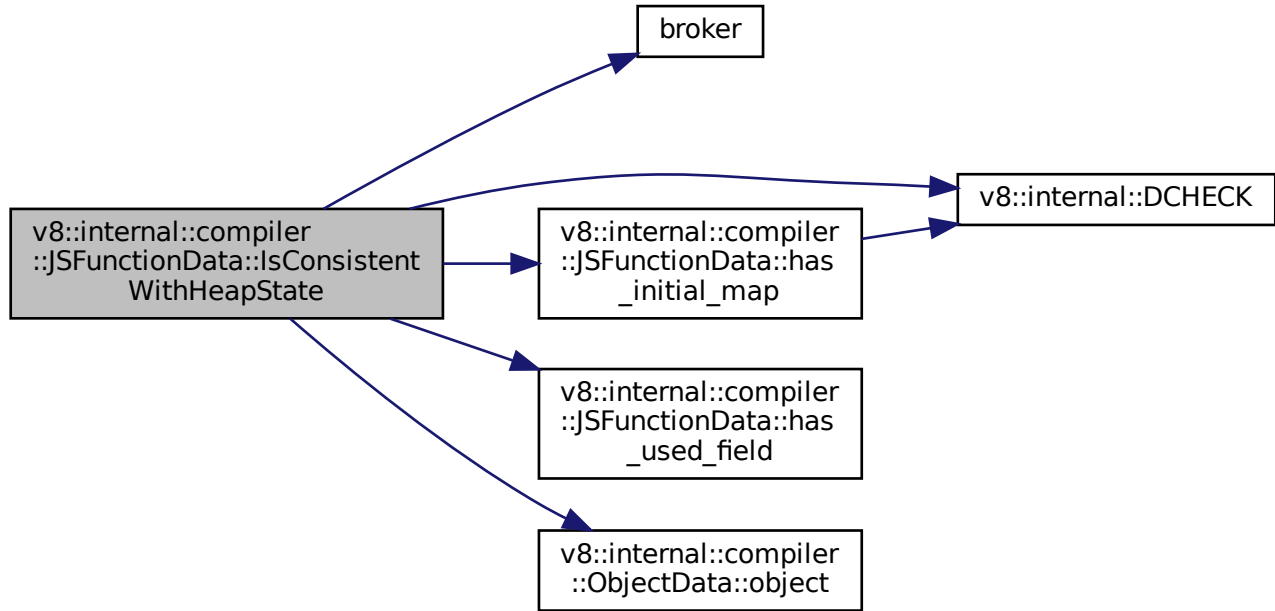 broker
v8::internal::DCHECK
v8::internal::compiler
::JSFunctionData::IsConsistent
WithHeapState
v8::internal::compiler
::JSFunctionData::has
_initial_map
v8::internal::compiler
::JSFunctionData::has
_used_field
v8::internal::compiler
::ObjectData::object